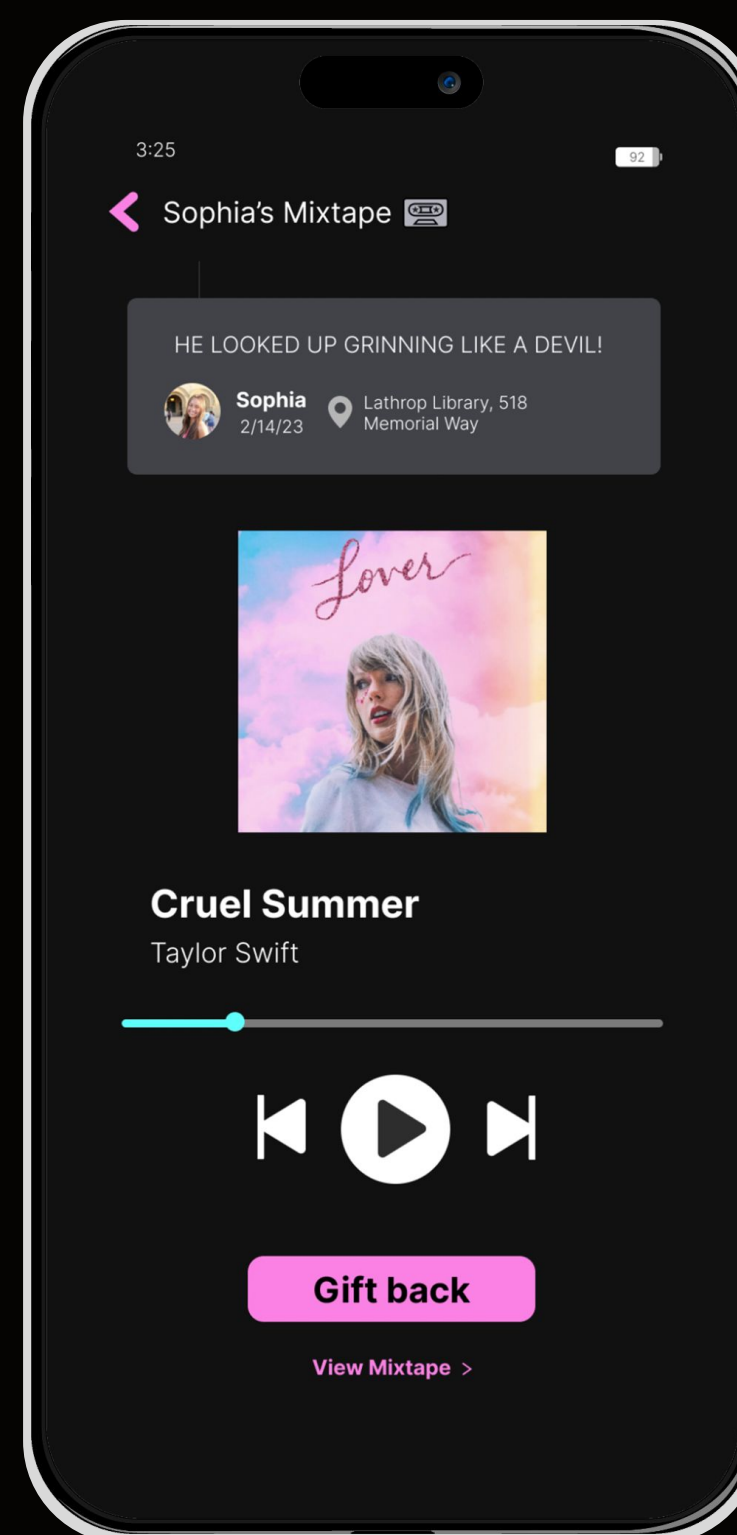 3:25
92
Sophia's Mixtape
HE LOOKED UP GRINNING LIKE A DEVIL!
Sophia
2/14/23
Lathrop Library, 518
Memorial Way
Lover
Cruel Summer
Taylor Swift
Gift back
View Mixtape >